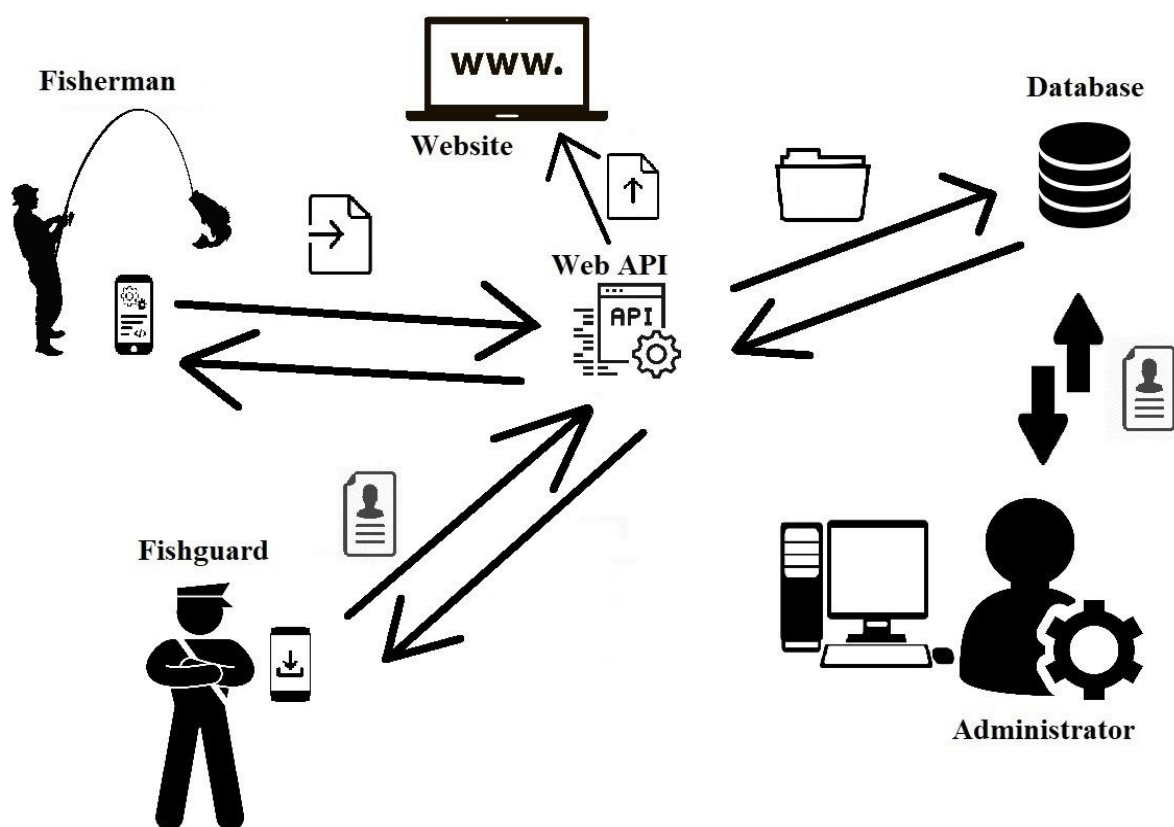 Fisherman
www.
Website
Database
Web API
API
Fishguard
Administrator